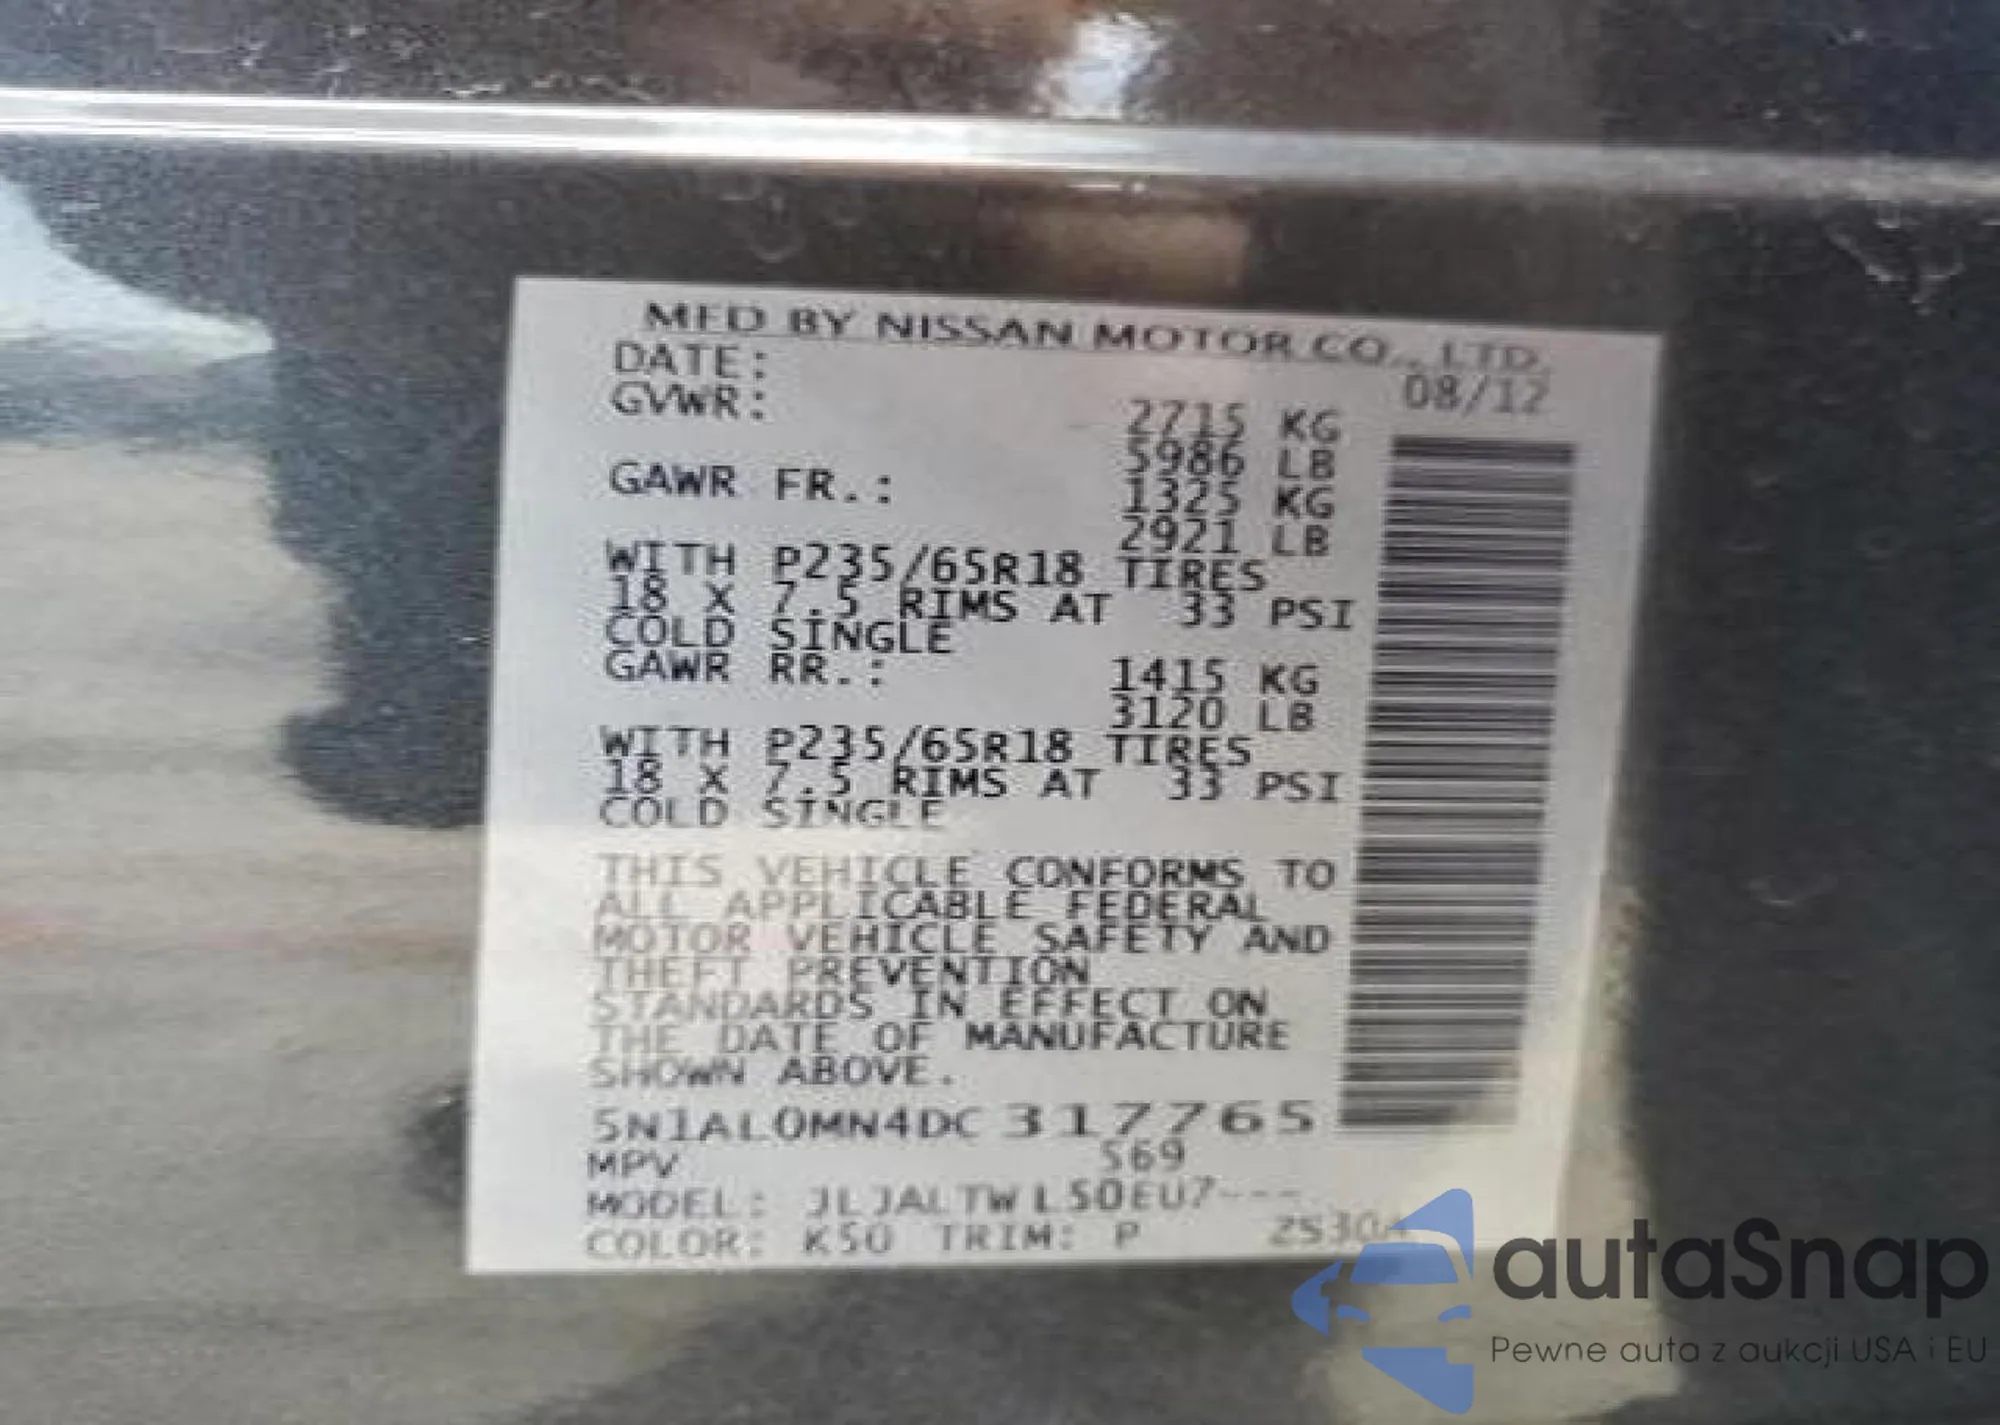 MFD BY NISSAN MOTOR CO., LTD.
DATE: 08/12
GVWR: 2715 KG
5986 LB
GAWR FR.: 1325 KG
2921 LB
WITH P235/65R18 TIRES
18 X 7.5 RIMS AT 33 PSI
COLD SINGLE
GAWR RR.: 1415 KG
3120 LB
WITH P235/65R18 TIRES
18 X 7.5 RIMS AT 33 PSI
COLD SINGLE
THIS VEHICLE CONFORMS TO
ALL APPLICABLE FEDERAL
MOTOR VEHICLE SAFETY AND
THEFT PREVENTION
STANDARDS IN EFFECT ON
THE DATE OF MANUFACTURE
SHOWN ABOVE.
5N1AL0MN4DC 317765
MPV S69
MODEL: JLJALTWL50EU7---
COLOR: K50 TRIM: P
autaSnap
Pewne auta z aukcji USA i EU